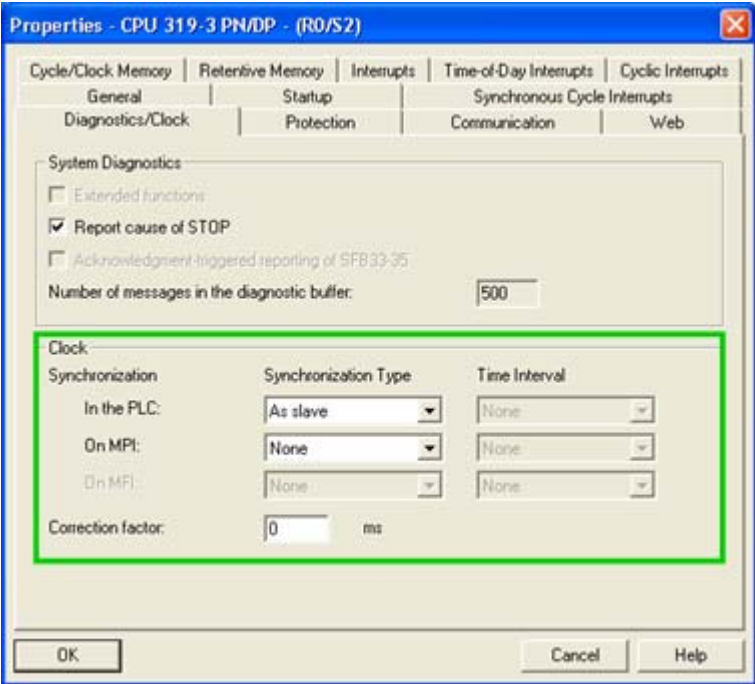 Properties - CPU 319-3 PN/DP - (R0/S2)
Cycle/Clock Memory Retentive Memory Interrupts Time-of-Day Interrupts Cyclic Interrupts
General Startup Synchronous Cycle Interrupts
Diagnostics/Clock Protection Communication Web
System Diagnostics
Extended functions
Report cause of STOP
Acknowledgment-triggered reporting of SFB33-35
Number of messages in the diagnostic buffer: 500
Clock
Synchronization Synchronization Type Time Interval
In the PLC: As slave None
On MPI: None None
On MFI: None None
Correction factor: 0 ms
OK Cancel Help